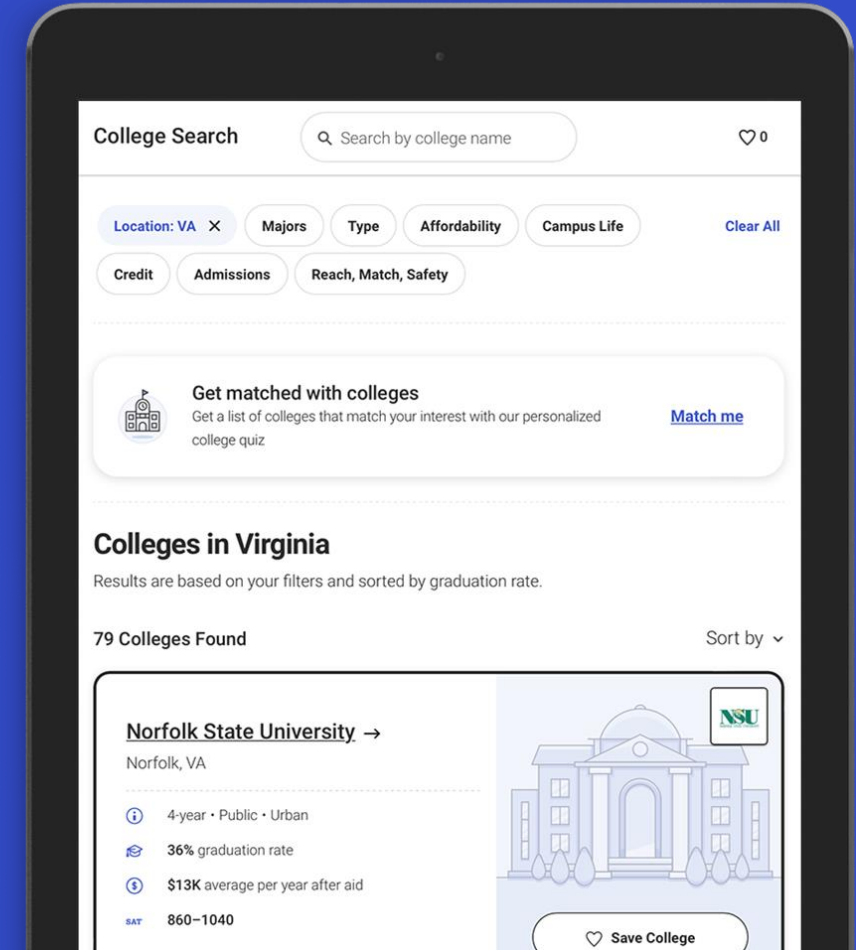 College Search
Search by college name
0
Location: VA
Majors
Type
Affordability
Campus Life
Clear All
Credit
Admissions
Reach, Match, Safety
Get matched with colleges
Get a list of colleges that match your interest with our personalized
college quiz
Match me
Colleges in Virginia
Results are based on your filters and sorted by graduation rate.
79 Colleges Found
Sort by
NSU
Norfolk State University →
Norfolk, VA
4-year • Public • Urban
36% graduation rate
$13K average per year after aid
SAT 860–1040
Save College